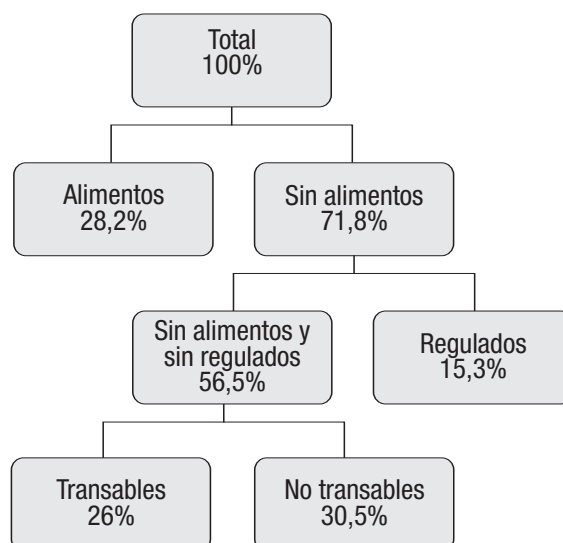 Total
100%
Alimentos
28,2%
Sin alimentos
71,8%
Sin alimentos y
sin regulados
56,5%
Regulados
15,3%
Transables
26%
No transables
30,5%